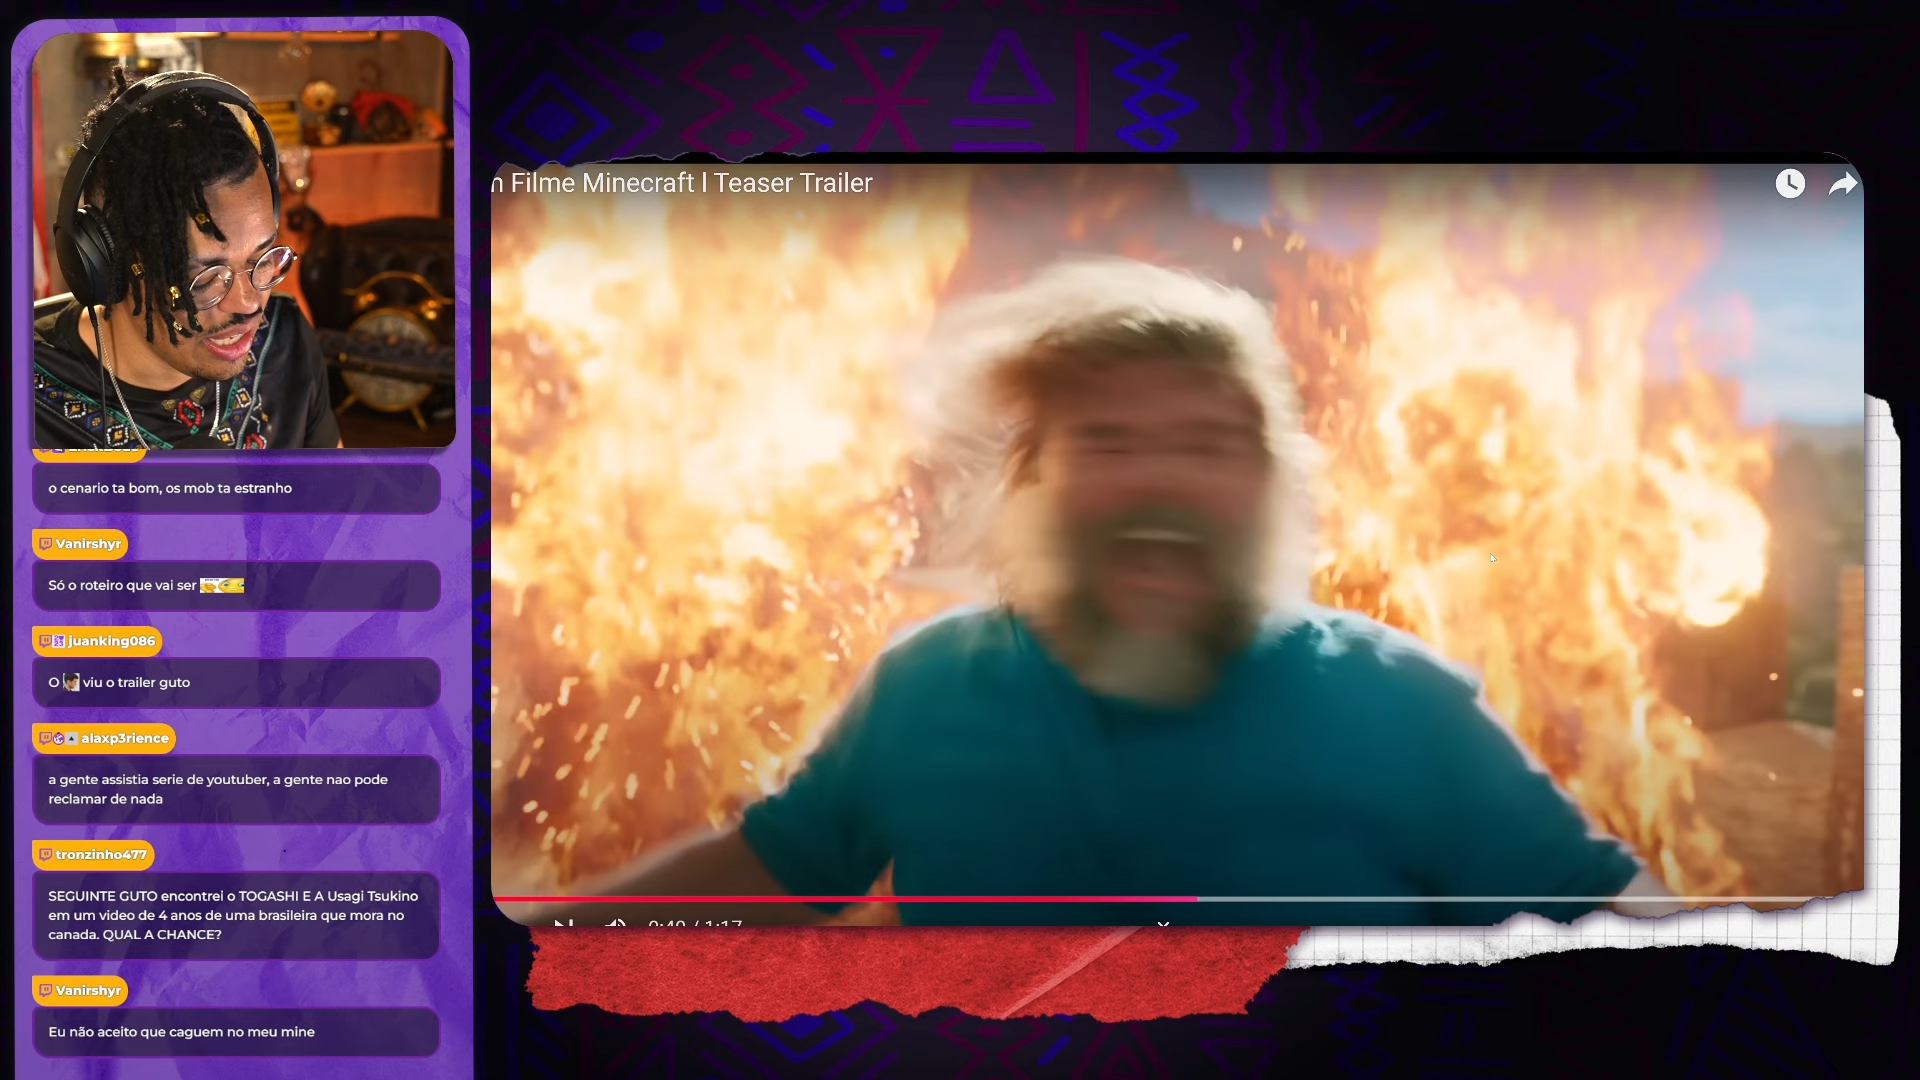 Filme Minecraft l Teaser Trailer
o cenario ta bom, os mob ta estranho
Vanirshyr
Só o roteiro que vai ser
juanking086
O viu o trailer guto
alaxp3rience
a gente assistia serie de youtuber, a gente nao pode
reclamar de nada
tronzinho477
SEGUINTE GUTO encontrei o TOGASHI E A Usagi Tsukino
em um video de 4 anos de uma brasileira que mora no
canada. QUAL A CHANCE?
Vanirshyr
Eu não aceito que caguem no meu mine